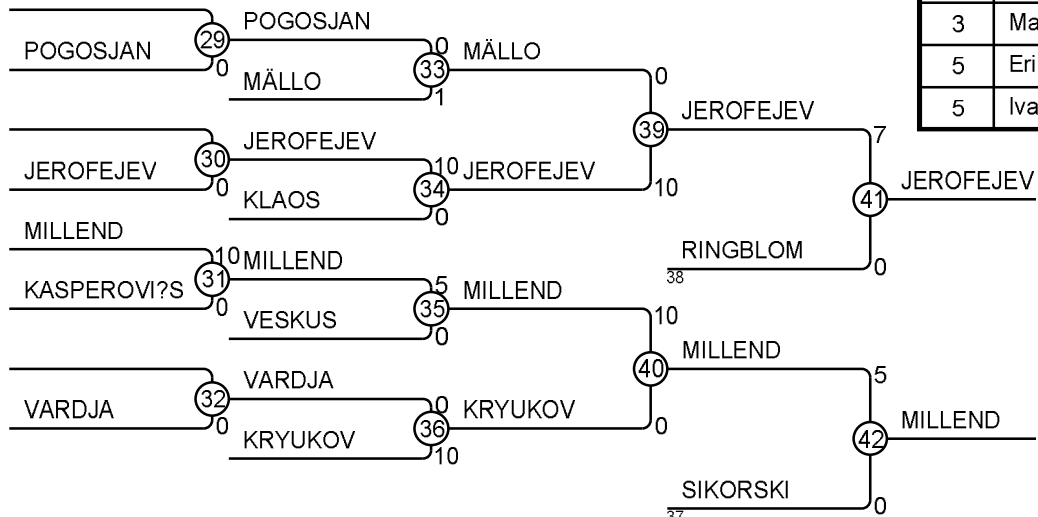 POGOSJAN
3 Ma
29
0
POGOSJAN
0
MÄLLO
33
MÄLLO
1
0
5 Eri
5 Iva
JEROFEJEV
39
7
JEROFEJEV
30
0
JEROFEJEV
10
JEROFEJEV
34
KLAOS
0
10
41
JEROFEJEV
MILLEND
10
MILLEND
RINGBLOM
38
0
KASPEROVI?S
31
0
5
MILLEND
35
VESKUS
0
10
MILLEND
40
5
VARDJA
32
0
VARDJA
0
KRYUKOV
36
KRYUKOV
10
0
42
MILLEND
SIKORSKI
37
0